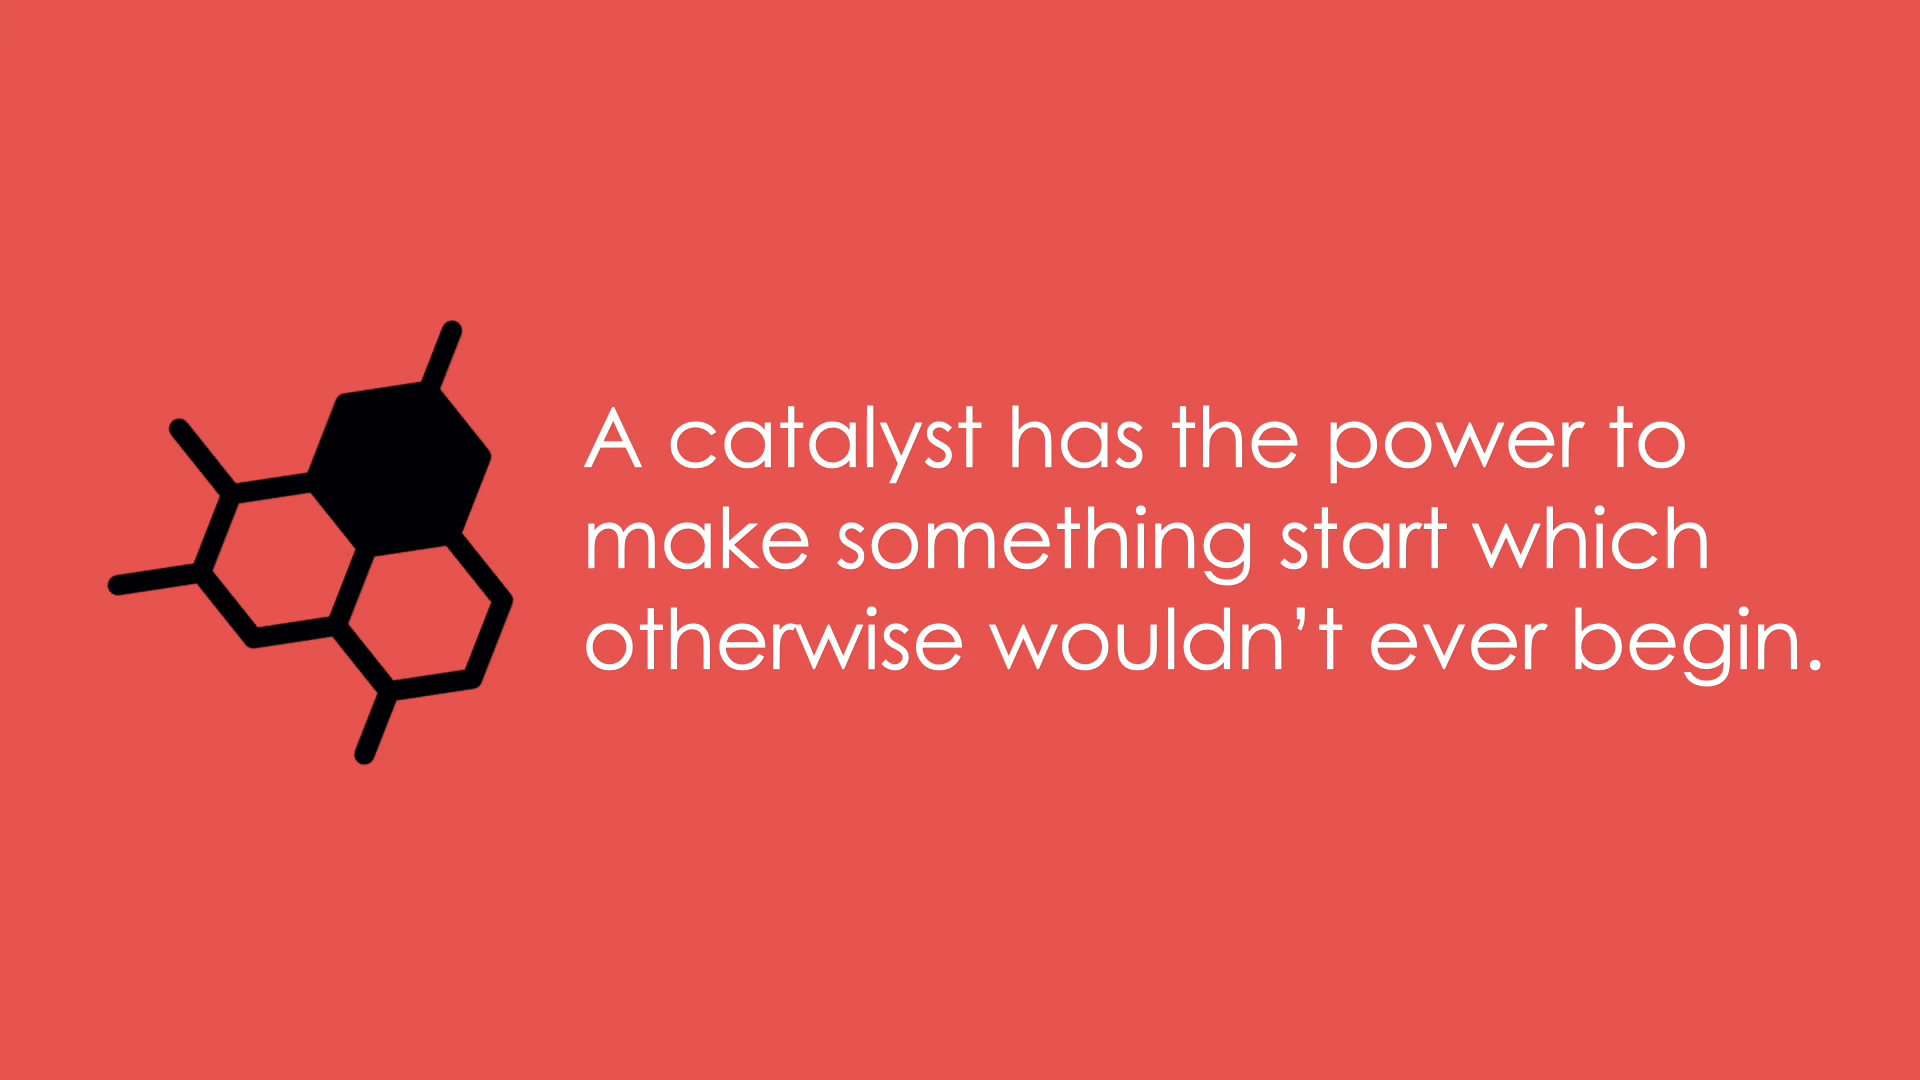 A catalyst has the power to
make something start which
otherwise wouldn’t ever begin.